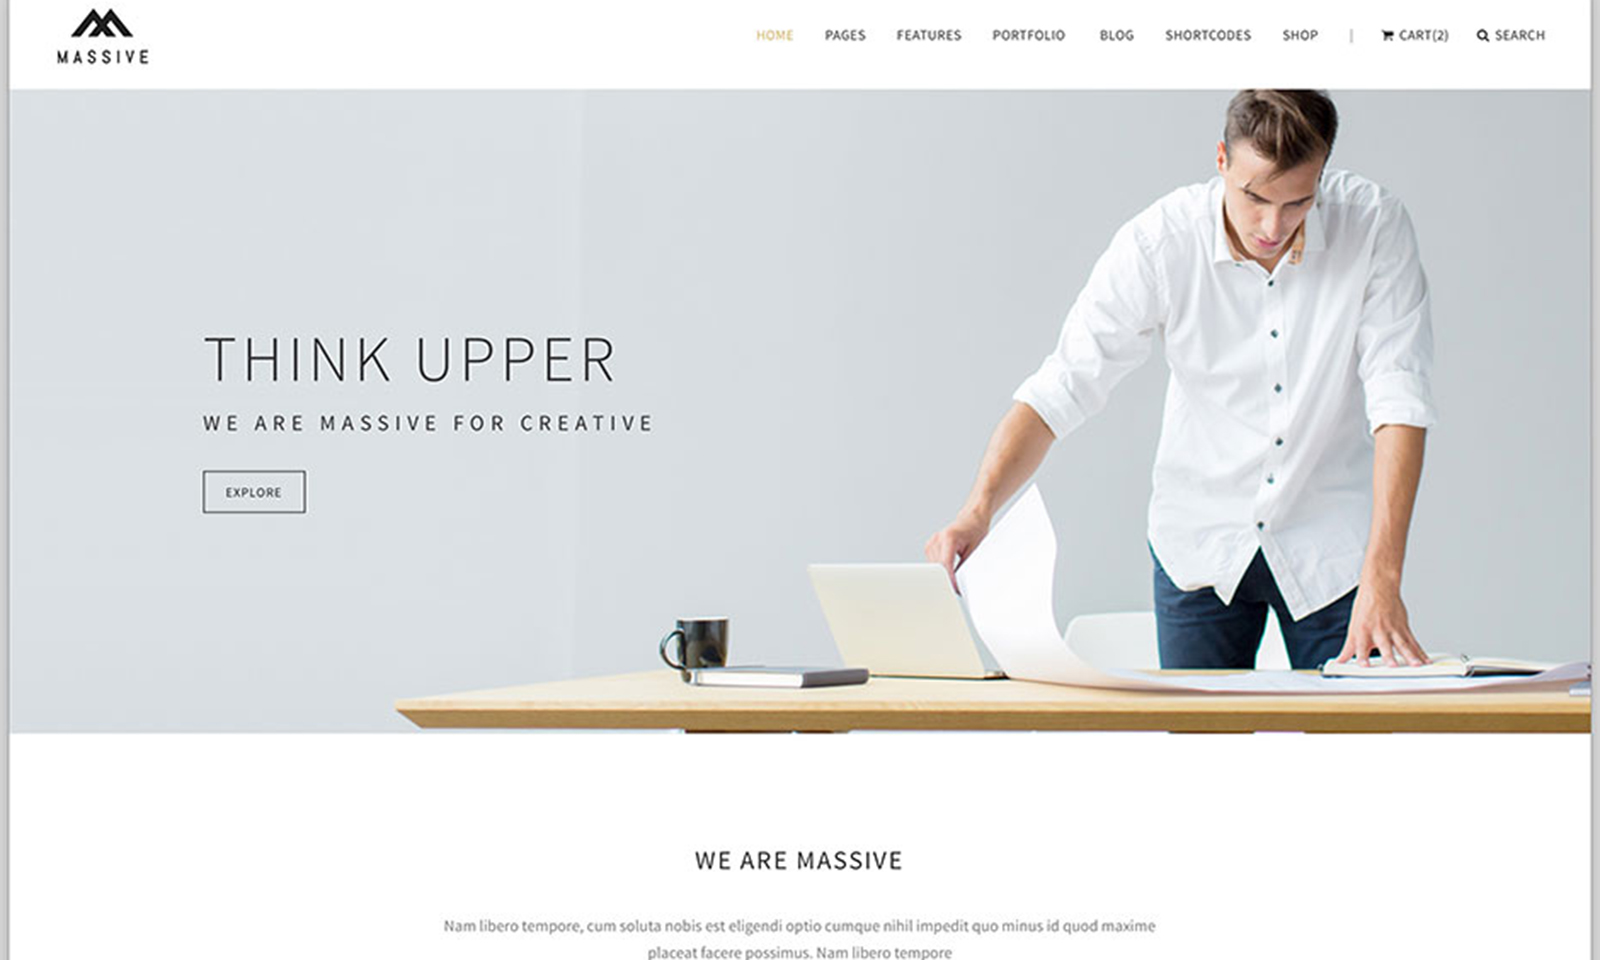 MASSIVE
HOME PAGES FEATURES PORTFOLIO BLOG SHORTCODES SHOP | CART(2) SEARCH
THINK UPPER
WE ARE MASSIVE FOR CREATIVE
EXPLORE
WE ARE MASSIVE
Nam libero tempore, cum soluta nobis est eligendi optio cumque nihil impedit quo minus id quod maxime
placeat facere possimus. Nam libero tempore